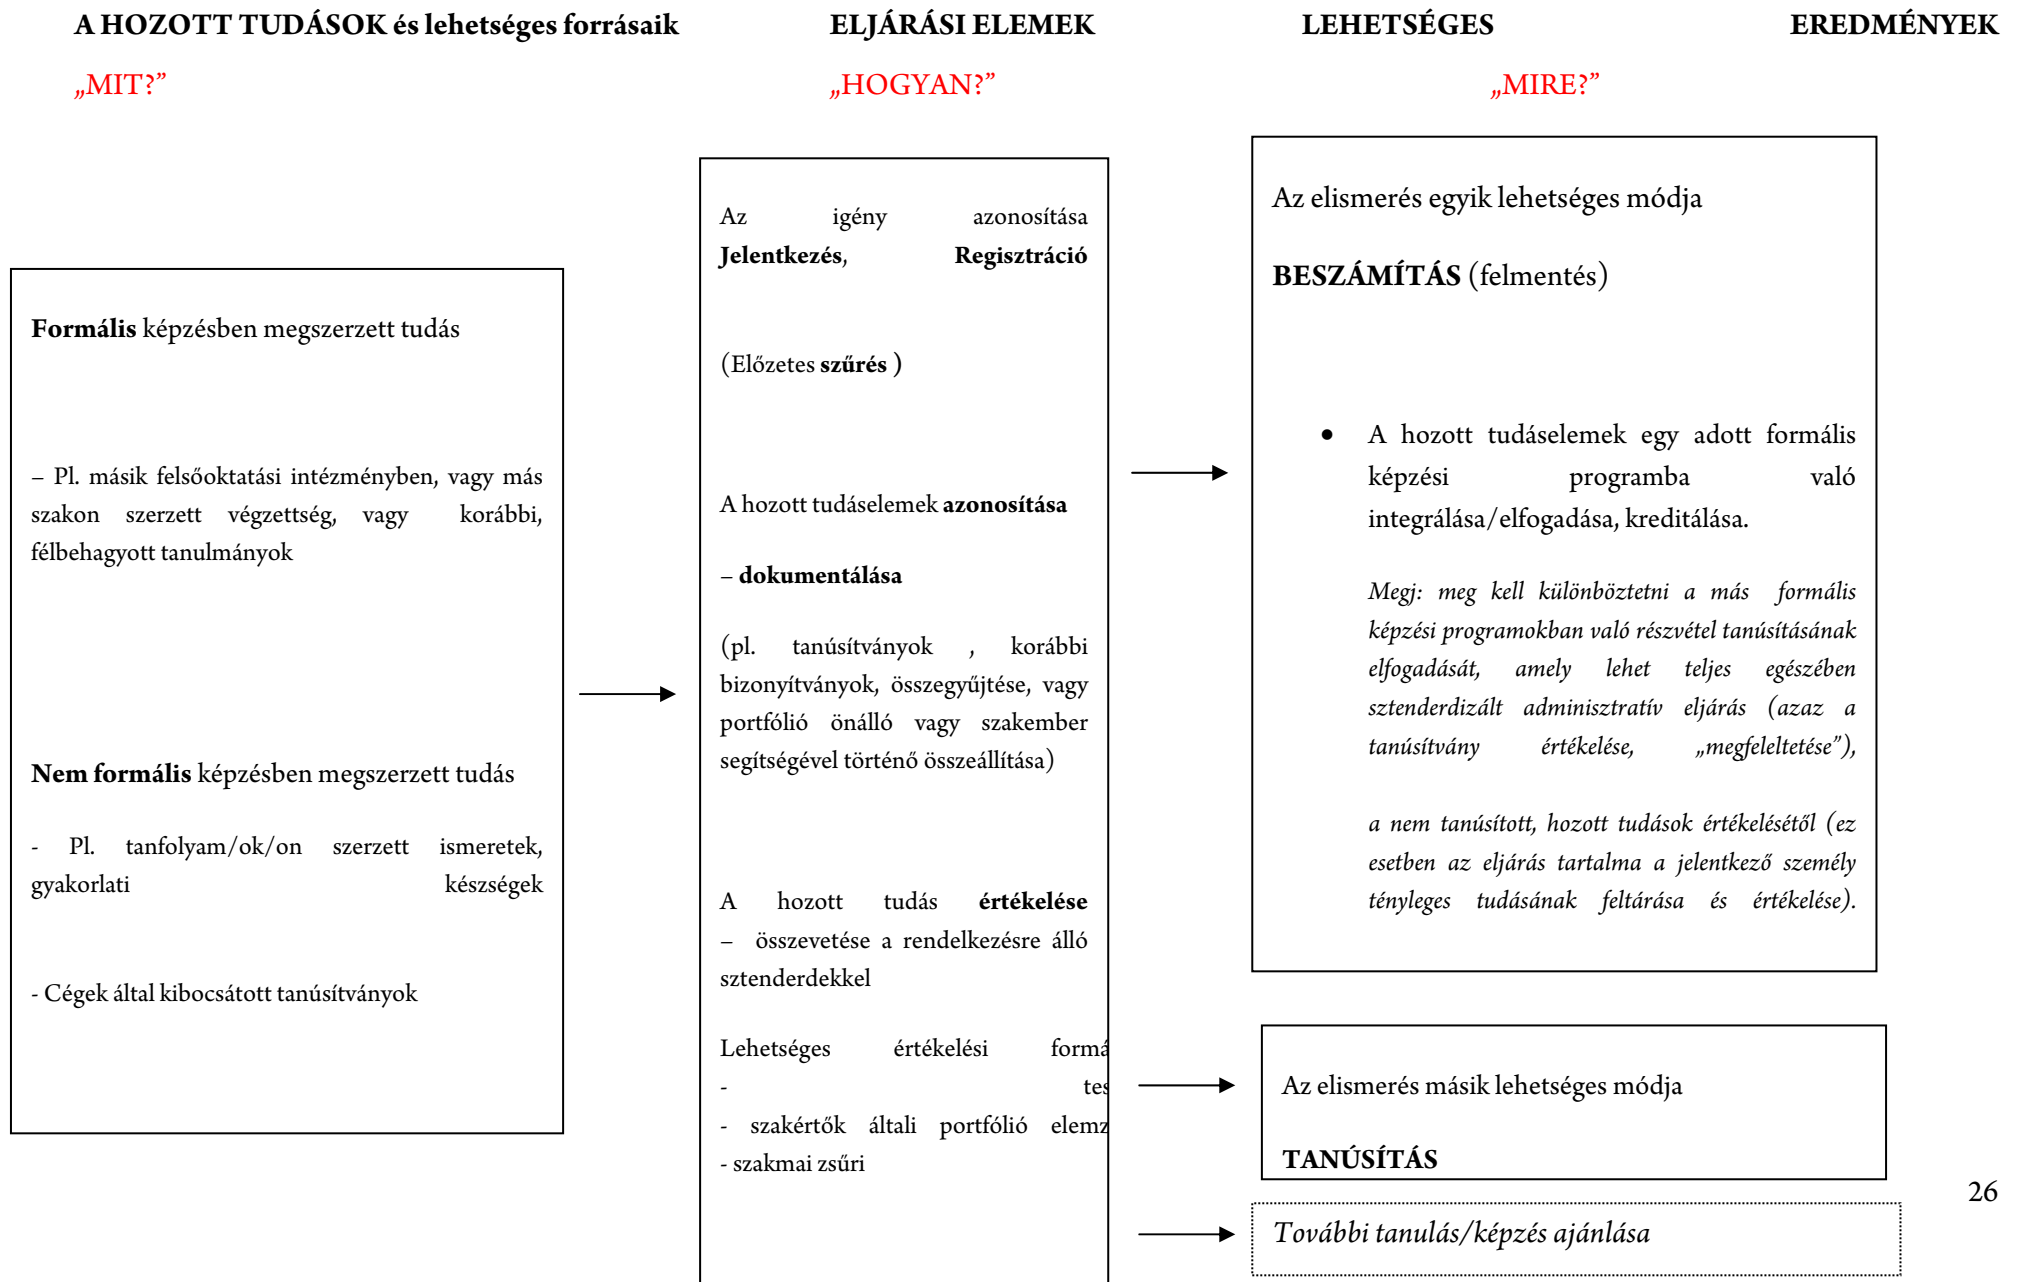 A HOZOTT TUDÁSOK és lehetséges forrásaik
ELJÁRÁSI ELEMEK
LEHETSÉGES EREDMÉNYEK
„MIT?”
„HOGYAN?”
„MIRE?”
Formális képzésben megszerzett tudás
– Pl. másik felsőoktatási intézményben, vagy más
szakon szerzett végzettség, vagy korábbi,
félbehagyott tanulmányok
Nem formális képzésben megszerzett tudás
- Pl. tanfolyam/ok/on szerzett ismeretek,
gyakorlati készségek
- Cégek által kibocsátott tanúsítványok
Az igény azonosítása
Jelentkezés, Regisztráció
(Előzetes szűrés )
A hozott tudáselemek azonosítása
– dokumentálása
(pl. tanúsítványok , korábbi
bizonyítványok, összegyűjtése, vagy
portfólió önálló vagy szakember
segítségével történő összeállítása)
A hozott tudás értékelése
– összevetése a rendelkezésre álló
sztenderdekkel
Lehetséges értékelési formá
- tes
- szakértők általi portfólió elemz
- szakmai zsűri
Az elismerés egyik lehetséges módja
BESZÁMÍTÁS (felmentés)
• A hozott tudáselemek egy adott formális
képzési programba való
integrálása/elfogadása, kreditálása.
Megj: meg kell különböztetni a más formális
képzési programokban való részvétel tanúsításának
elfogadását, amely lehet teljes egészében
sztenderdizált adminisztratív eljárás (azaz a
tanúsítvány értékelése, „megfeleltetése”),
a nem tanúsított, hozott tudások értékelésétől (ez
esetben az eljárás tartalma a jelentkező személy
tényleges tudásának feltárása és értékelése).
Az elismerés másik lehetséges módja
TANÚSÍTÁS
További tanulás/képzés ajánlása
26